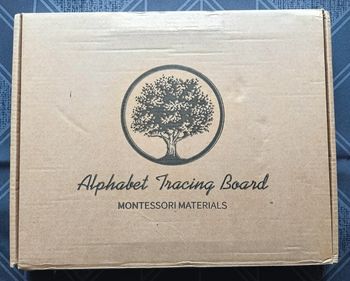 Alphabet Tracing Board
MONTESSORI MATERIALS